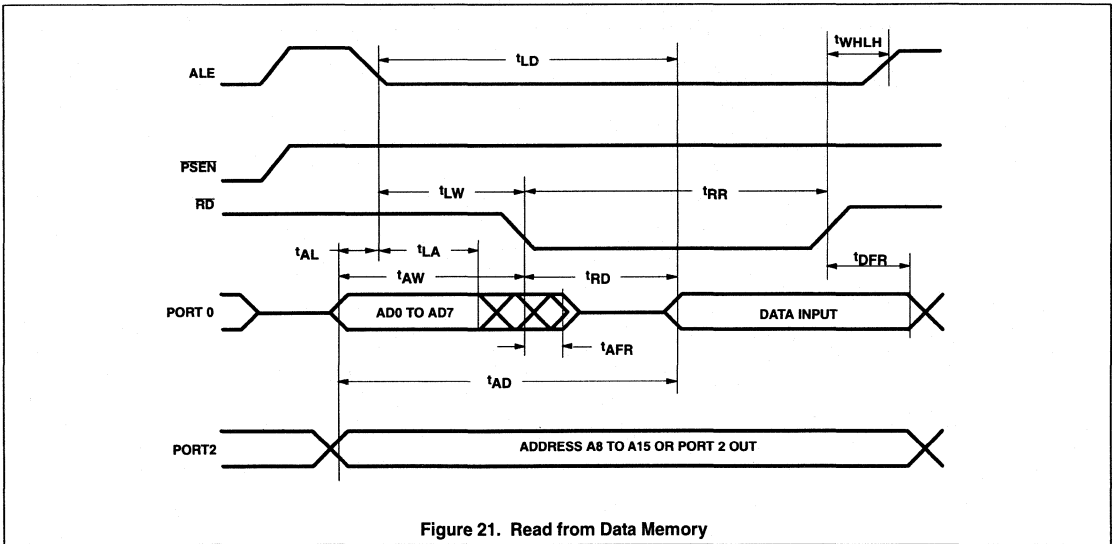 tWHLH
tLD
ALE
PSEN
tLW
tRR
RD
tAL
tLA
tDFR
tAW
tRD
PORT 0
AD0 TO AD7
DATA INPUT
tAFR
tAD
PORT2
ADDRESS A8 TO A15 OR PORT 2 OUT
Figure 21. Read from Data Memory